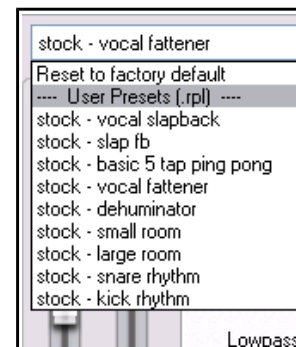 stock - vocal fattener
Reset to factory default
---- User Presets (.rpl) ----
stock - vocal slapback
stock - slap fb
stock - basic 5 tap ping pong
stock - vocal fattener
stock - dehuminator
stock - small room
stock - large room
stock - snare rhythm
stock - kick rhythm
Lowpass